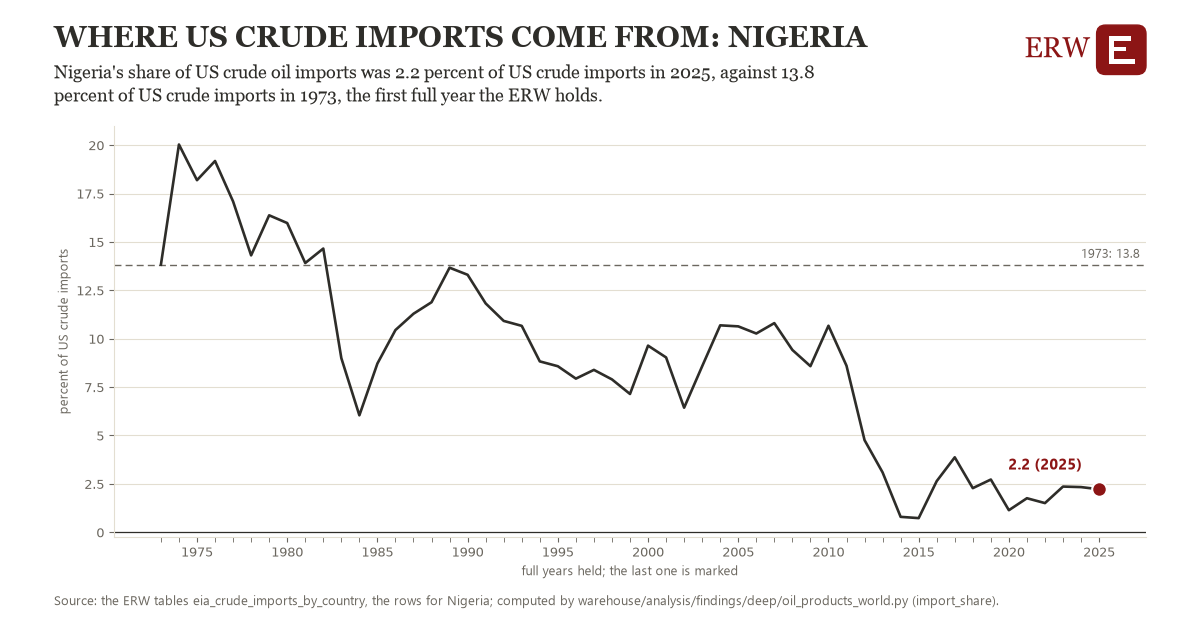 WHERE US CRUDE IMPORTS COME FROM: NIGERIA
ERW E
Nigeria's share of US crude oil imports was 2.2 percent of US crude imports in 2025, against 13.8
percent of US crude imports in 1973, the first full year the ERW holds.
20
17.5
15
12.5
10
7.5
5
2.5
0
percent of US crude imports
1973: 13.8
2.2 (2025)
1975 1980 1985 1990 1995 2000 2005 2010 2015 2020 2025
full years held; the last one is marked
Source: the ERW tables eia_crude_imports_by_country, the rows for Nigeria; computed by warehouse/analysis/findings/deep/oil_products_world.py (import_share).